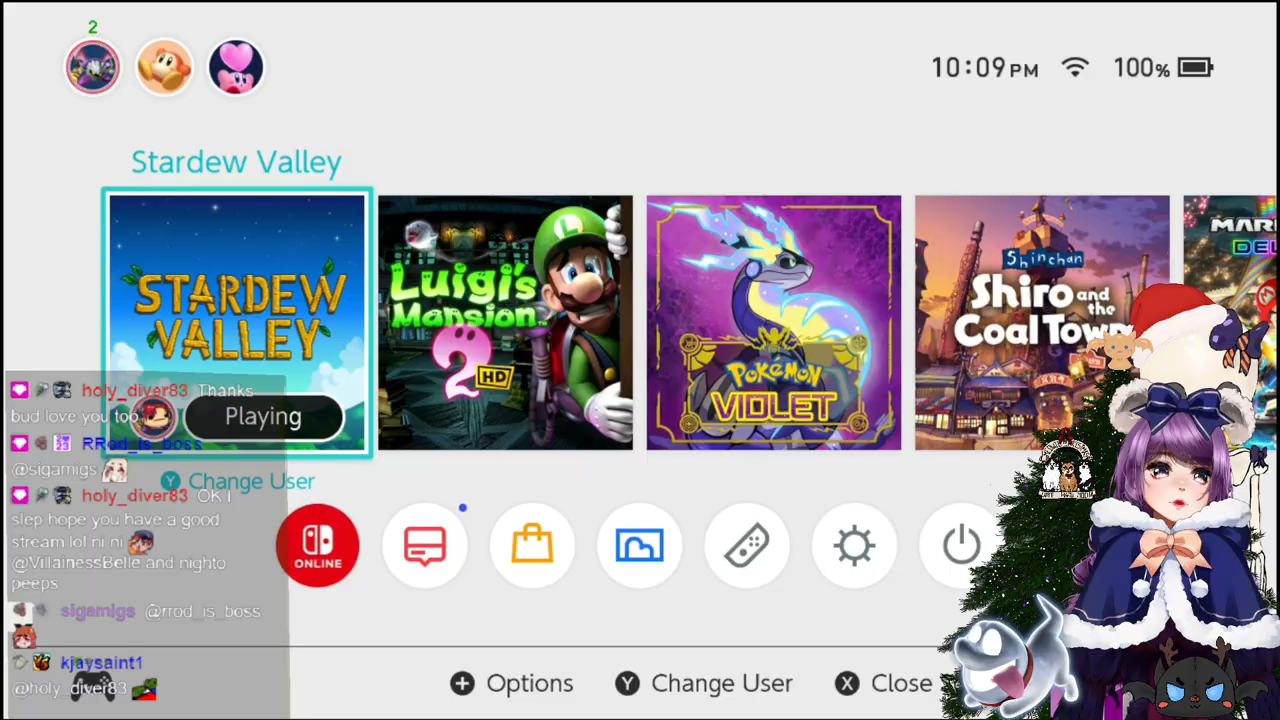 2
10:09 PM
100%
Stardew Valley
STARDEW
VALLEY
Playing
Luigi's
Mansion
2 HD
Pokémon
VIOLET
Shinchan
Shiro and
the
Coal Town
MAR
DEL
Change User
ONLINE
holy_diver83 Thanks
bud love you too
RRod_is_boss
@sigamigs
holy_diver83 OK I
slep hope you have a good
stream lol ni ni
@VillainessBelle and nighto
peeps
sigamigs @rrod_is_boss
kjaysaint1
@holy_diver83
+ Options
Y Change User
X Close